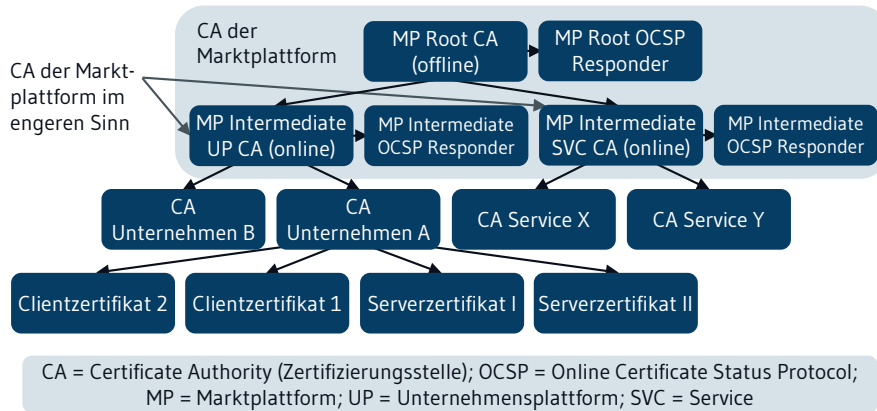 CA der
Marktplattform
MP Root CA
(offline)
MP Root OCSP
Responder
CA der Markt-
plattform im
engeren Sinn
MP Intermediate
UP CA (online)
MP Intermediate
OCSP Responder
MP Intermediate
SVC CA (online)
MP Intermediate
OCSP Responder
CA
Unternehmen B
CA
Unternehmen A
CA Service X
CA Service Y
Clientzertifikat 2
Clientzertifikat 1
Serverzertifikat I
Serverzertifikat II
CA = Certificate Authority (Zertifizierungsstelle); OCSP = Online Certificate Status Protocol;
MP = Marktplattform; UP = Unternehmensplattform; SVC = Service